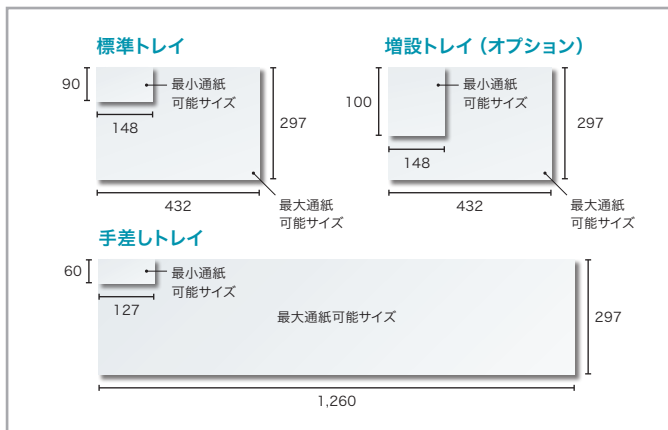 標準トレイ
90
最小通紙
可能サイズ
148
297
432
最大通紙
可能サイズ
増設トレイ（オプション）
100
最小通紙
可能サイズ
148
297
432
最大通紙
可能サイズ
手差しトレイ
60
最小通紙
可能サイズ
127
最大通紙可能サイズ
297
1,260